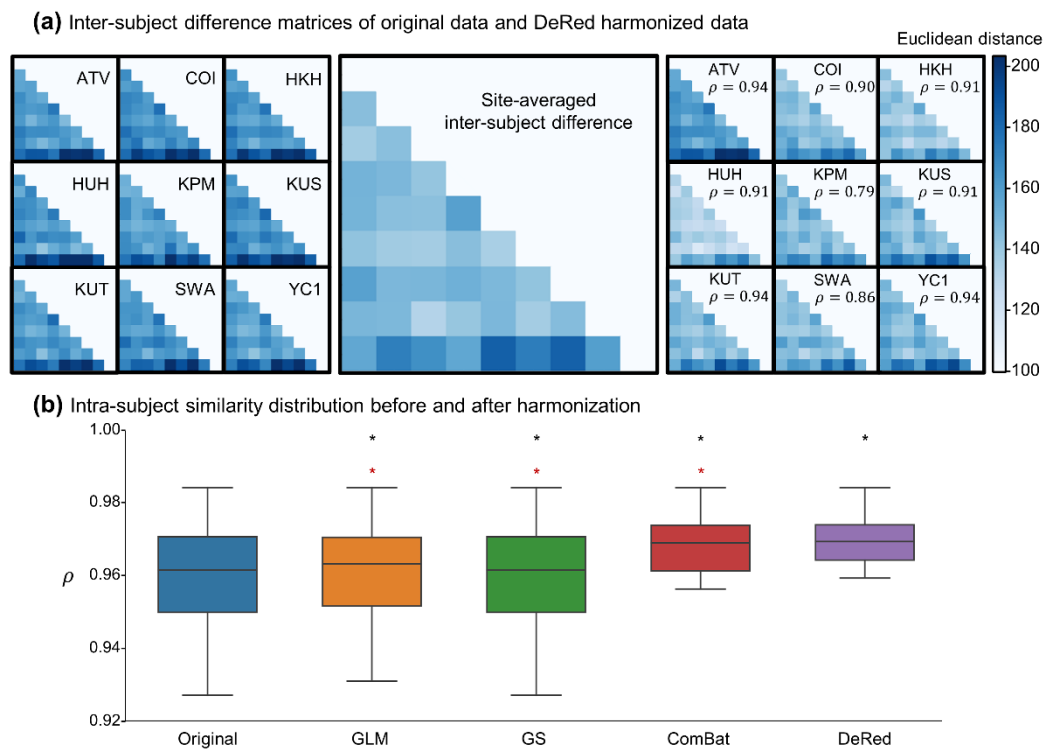 (a) Inter-subject difference matrices of original data and DeRed harmonized data
Euclidean distance
ATV
COI
HKH
HUH
KPM
KUS
KUT
SWA
YC1
Site-averaged
inter-subject difference
ATV
ρ = 0.94
COI
ρ = 0.90
HKH
ρ = 0.91
HUH
ρ = 0.91
KPM
ρ = 0.79
KUS
ρ = 0.91
KUT
ρ = 0.94
SWA
ρ = 0.86
YC1
ρ = 0.94
200
180
160
140
120
100
(b) Intra-subject similarity distribution before and after harmonization
1.00
0.98
0.96
0.94
0.92
ρ
* * * *
* * *
Original GLM GS ComBat DeRed